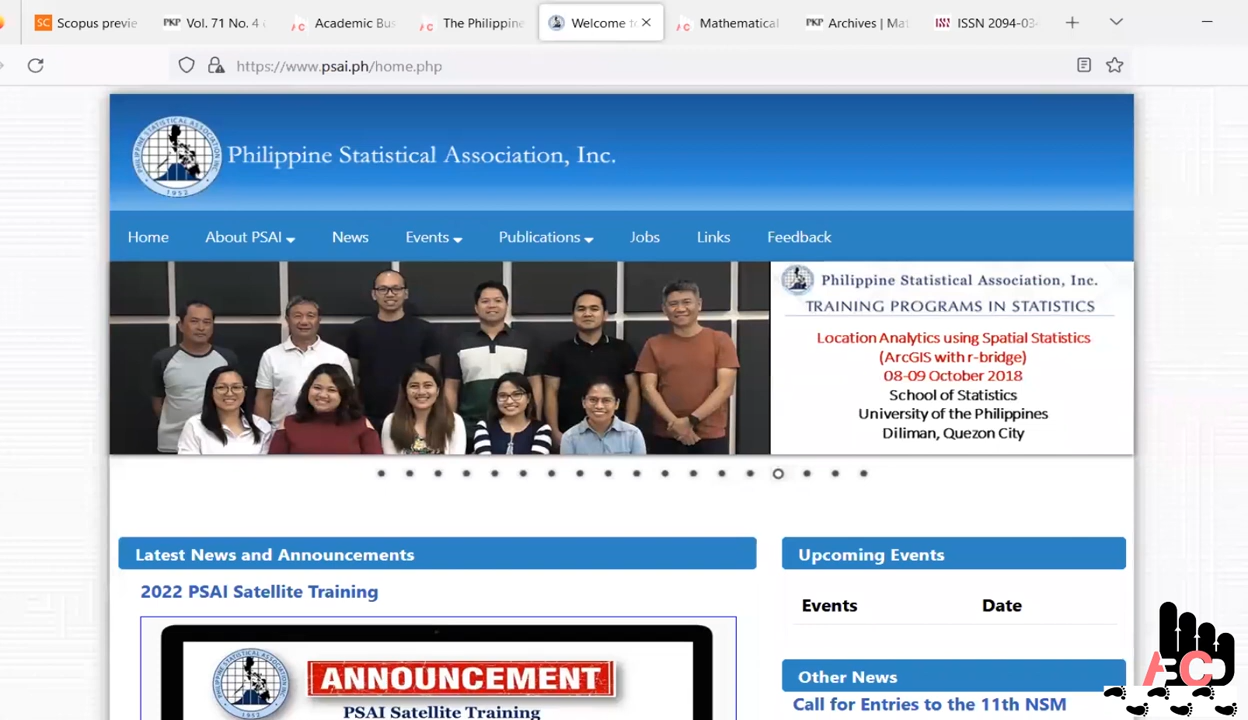 Scopus previe
Vol. 71 No. 4
Academic Bus
The Philippine
Welcome to
Mathematical
Archives | Mat
ISSN 2094-03
https://www.psai.ph/home.php
Philippine Statistical Association, Inc.
Home
About PSAI
News
Events
Publications
Jobs
Links
Feedback
Philippine Statistical Association, Inc.
TRAINING PROGRAMS IN STATISTICS
Location Analytics using Spatial Statistics
(ArcGIS with r-bridge)
08-09 October 2018
School of Statistics
University of the Philippines
Diliman, Quezon City
Latest News and Announcements
2022 PSAI Satellite Training
ANNOUNCEMENT
PSAI Satellite Training
Upcoming Events
Events
Date
Other News
Call for Entries to the 11th NSM